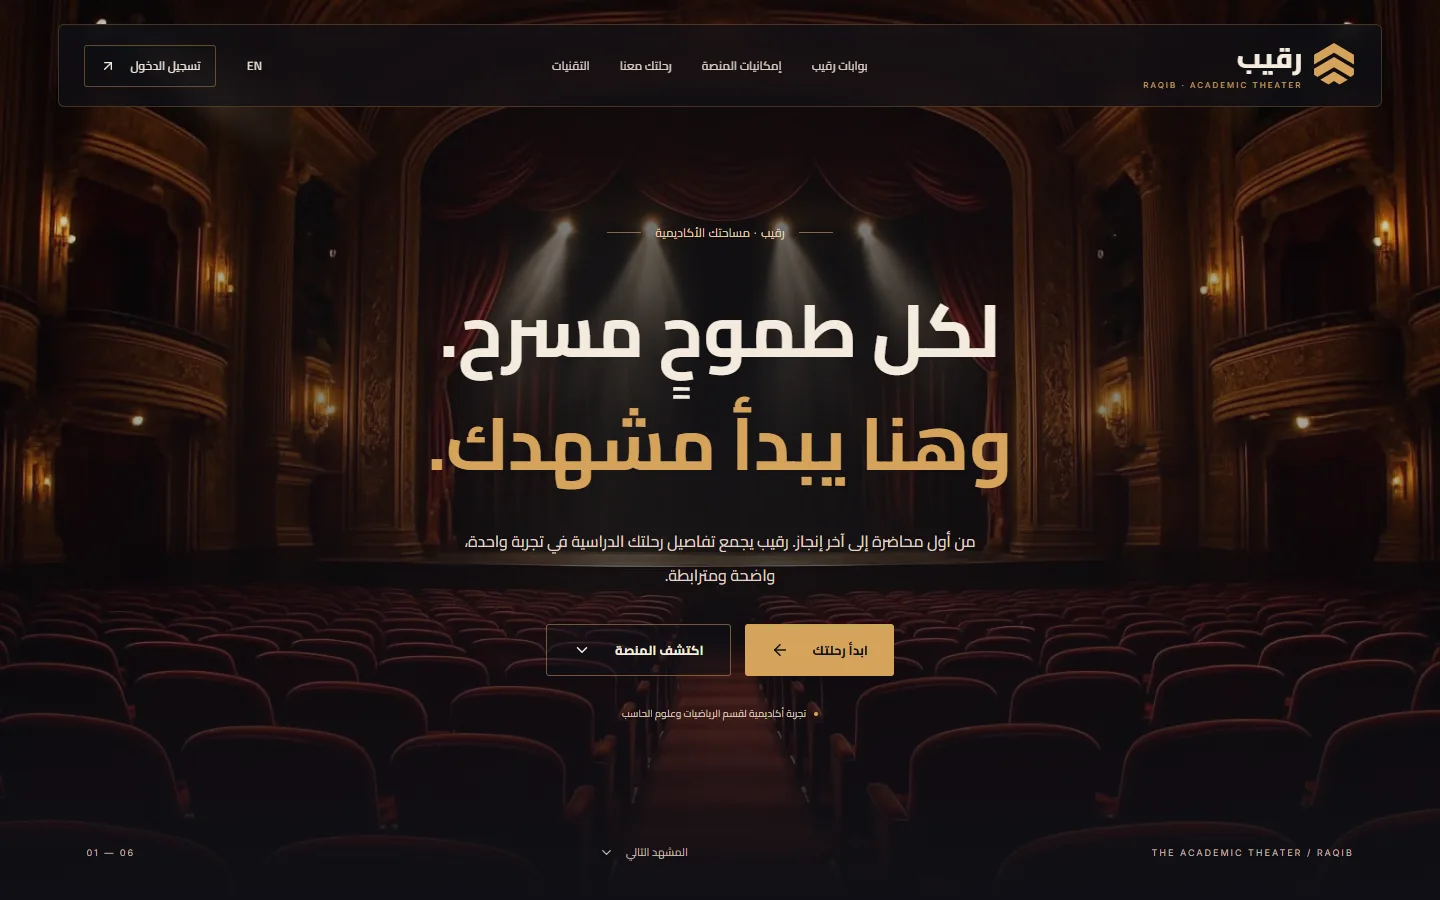 رقيب
RAQIB · ACADEMIC THEATER
بوابات رقيب
إمكانيات المنصة
رحلتك معنا
التقنيات
EN
تسجيل الدخول
رقيب · مساحتك الأكاديمية
لكل طموحٍ مسرح.
وهنا يبدأ مشهدك.
من أول محاضرة إلى آخر إنجاز. رقيب يجمع تفاصيل رحلتك الدراسية في تجربة واحدة،
واضحة ومترابطة.
ابدأ رحلتك
اكتشف المنصة
تجربة أكاديمية لقسم الرياضيات وعلوم الحاسب
THE ACADEMIC THEATER / RAQIB
المشهد التالي
01 — 06